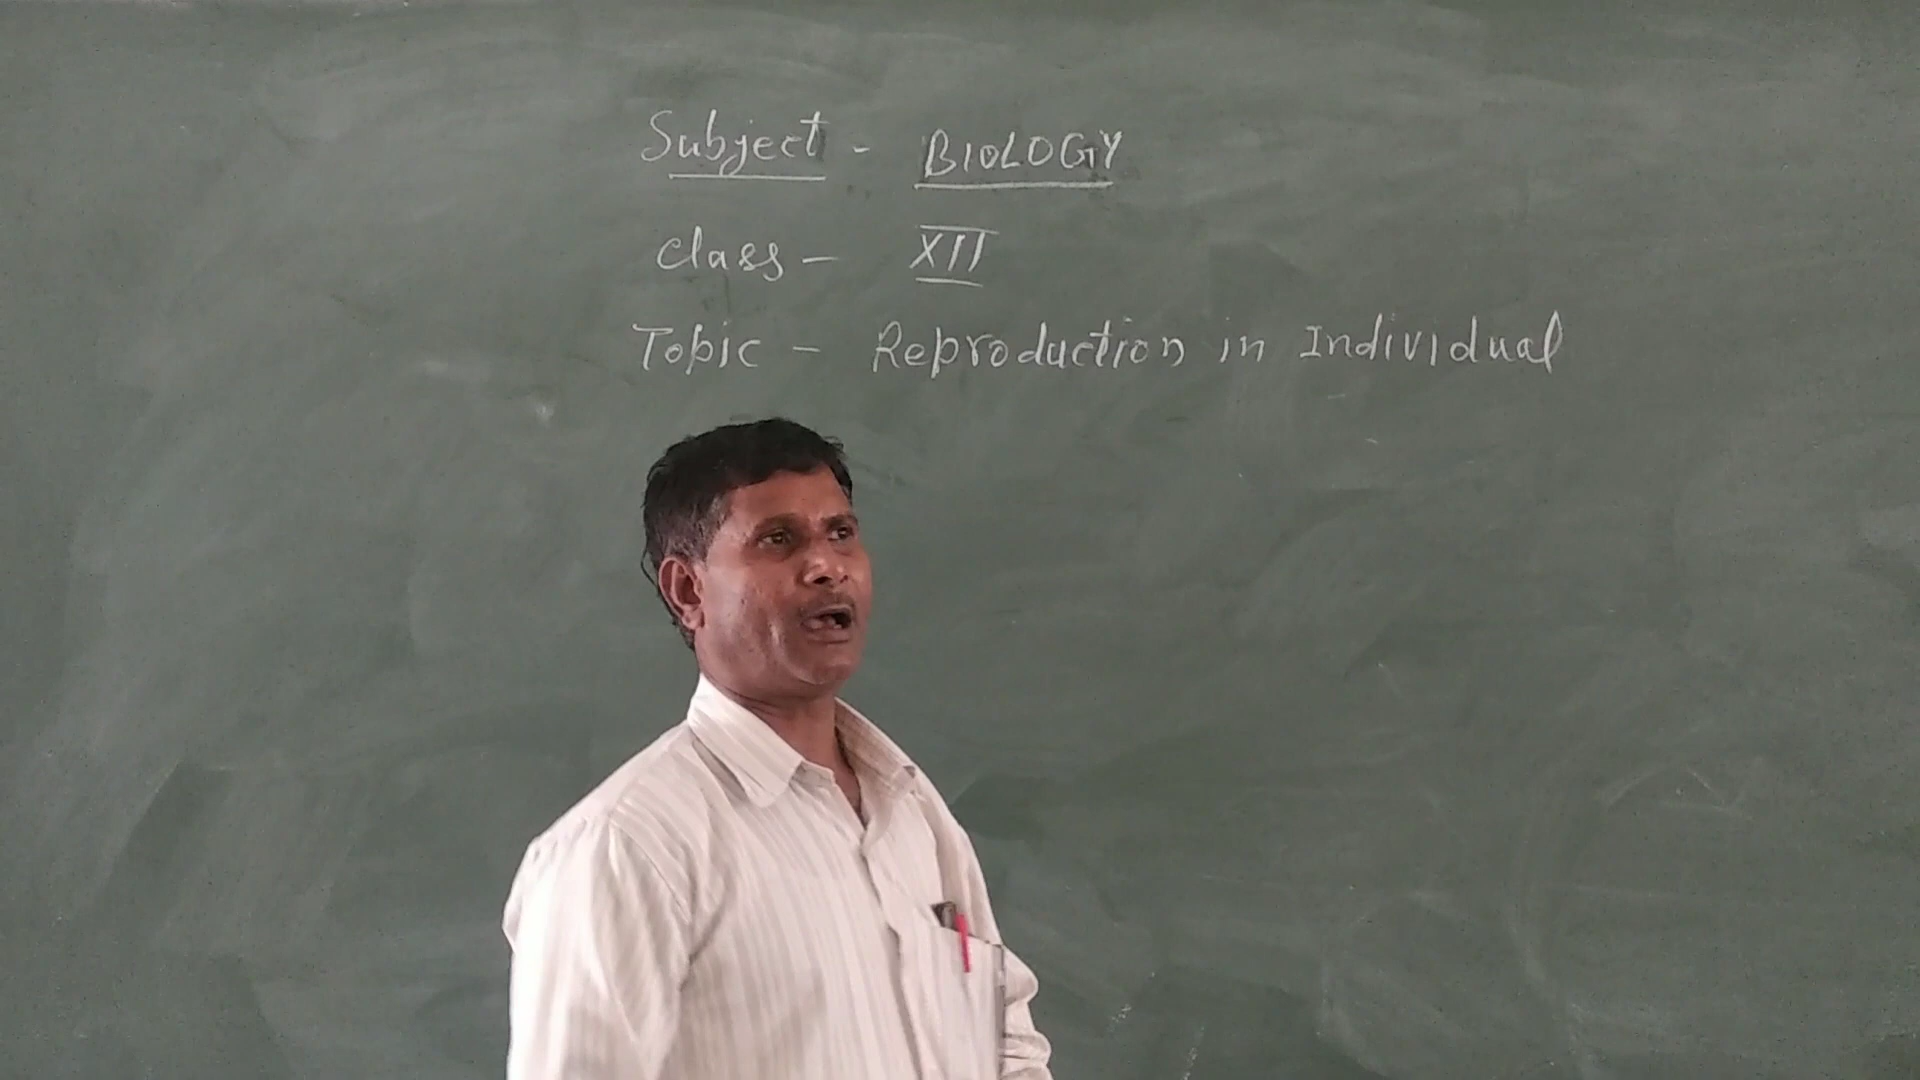 Subject - BIOLOGY
Class - XII
Topic - Reproduction in Individual